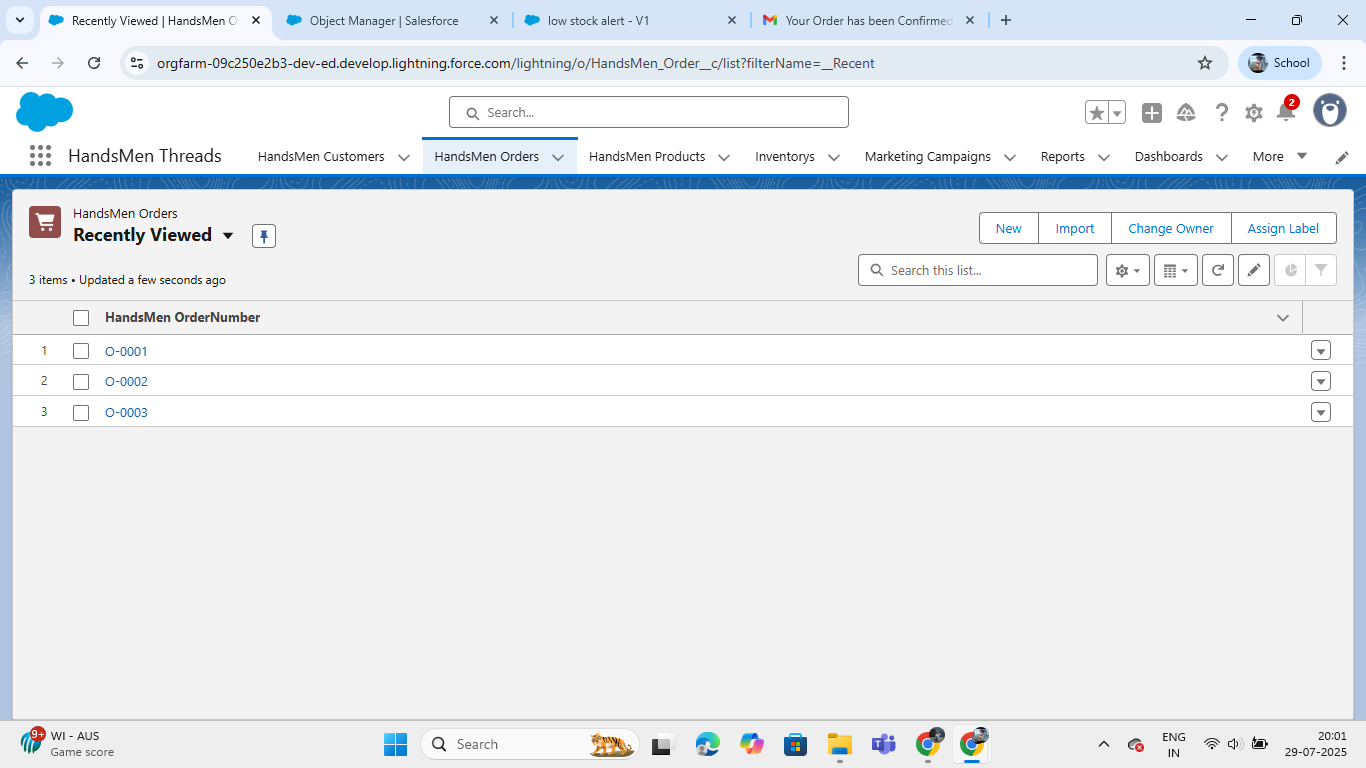 Recently Viewed | HandsMen O
Object Manager | Salesforce
low stock alert - V1
Your Order has been Confirmed
orgfarm-09c250e2b3-dev-ed.develop.lightning.force.com/lightning/o/HandsMen_Order__c/list?filterName=__Recent
School
Search...
2
HandsMen Threads
HandsMen Customers
HandsMen Orders
HandsMen Products
Inventorys
Marketing Campaigns
Reports
Dashboards
More
HandsMen Orders
Recently Viewed
New
Import
Change Owner
Assign Label
3 items • Updated a few seconds ago
Search this list...
HandsMen OrderNumber
1 O-0001
2 O-0002
3 O-0003
9+
WI - AUS
Game score
Search
ENG
IN
20:01
29-07-2025